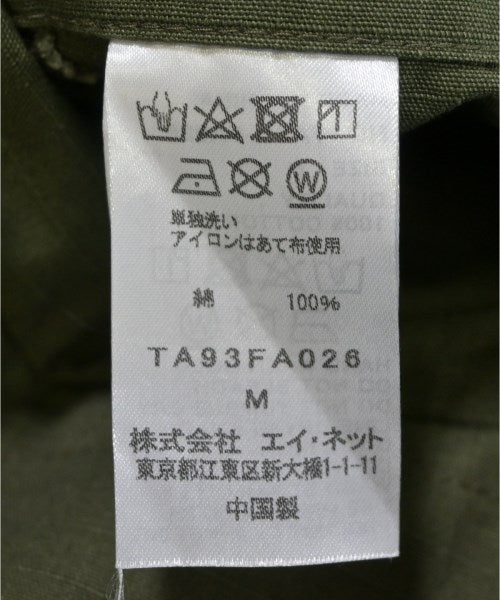 W
単独洗い
アイロンはあて布使用
綿 100%
TA93FA026
M
株式会社 エイ・ネット
東京都江東区新大橋1-1-11
中国製